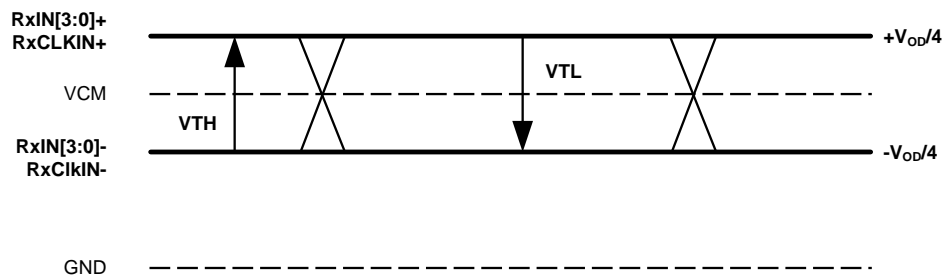 RxIN[3:0]+
RxCLKIN+
+VOD/4
VTL
VCM
VTH
RxIN[3:0]-
RxClkIN-
-VOD/4
GND